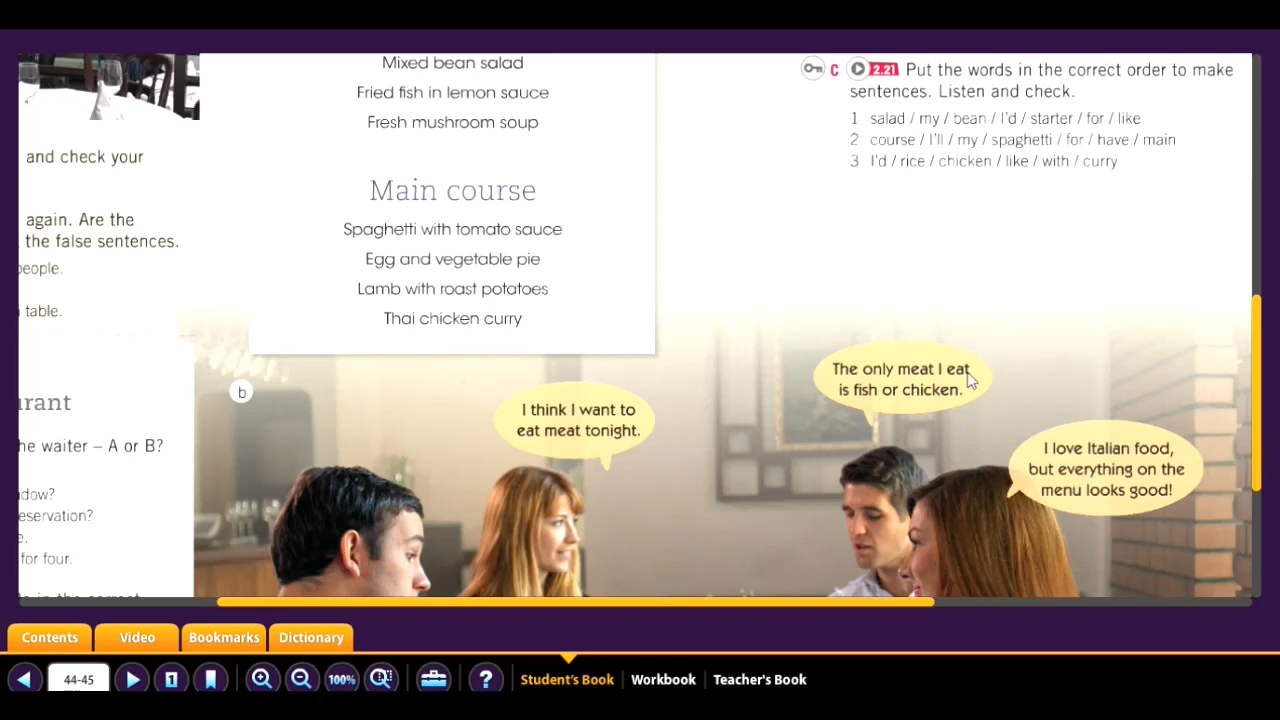 and check your
again. Are the
the false sentences.
people.
table.
urant
he waiter – A or B?
dow?
eservation?
e.
for four.
Mixed bean salad
Fried fish in lemon sauce
Fresh mushroom soup
Main course
Spaghetti with tomato sauce
Egg and vegetable pie
Lamb with roast potatoes
Thai chicken curry
C 2.21 Put the words in the correct order to make
sentences. Listen and check.
1 salad / my / bean / I'd / starter / for / like
2 course / I'll / my / spaghetti / for / have / main
3 I'd / rice / chicken / like / with / curry
b
I think I want to
eat meat tonight.
The only meat I eat
is fish or chicken.
I love Italian food,
but everything on the
menu looks good!
Contents
Video
Bookmarks
Dictionary
44-45
1
100%
?
Student's Book
Workbook
Teacher's Book